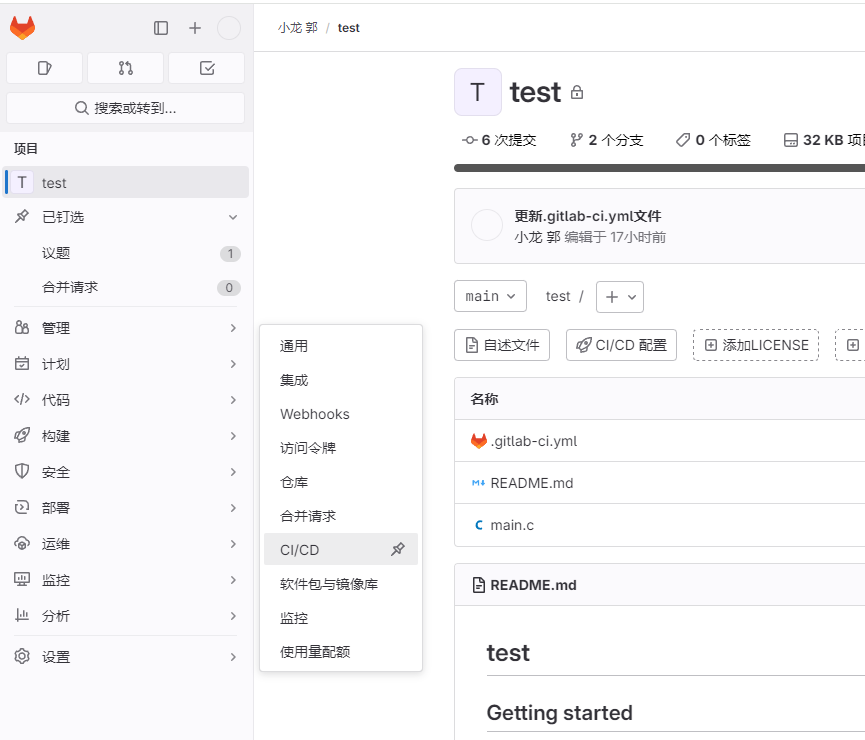 小龙 郭 / test
搜索或转到...
项目
T test
已钉选
议题 1
合并请求 0
管理
计划
代码
构建
安全
部署
运维
监控
分析
设置
通用
集成
Webhooks
访问令牌
仓库
合并请求
CI/CD
软件包与镜像库
监控
使用量配额
T test
6 次提交 2 个分支 0 个标签 32 KB 项
更新.gitlab-ci.yml文件
小龙 郭 编辑于 17小时前
main test /
自述文件 CI/CD 配置 添加LICENSE
名称
.gitlab-ci.yml
README.md
C main.c
README.md
test
Getting started